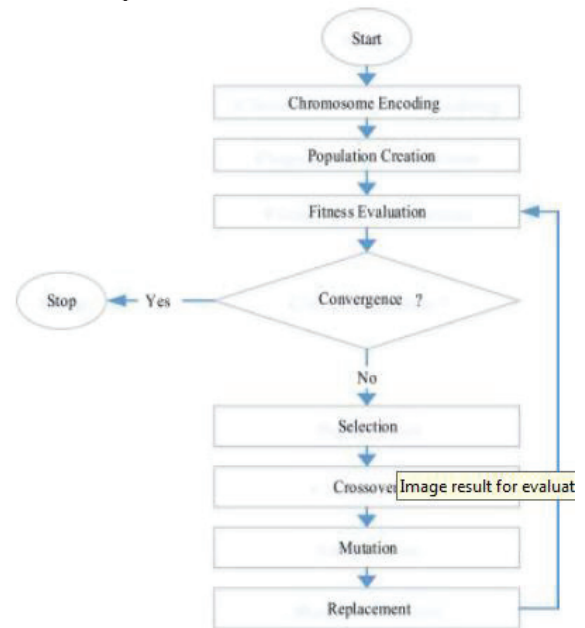 Start
Chromosome Encoding
Population Creation
Fitness Evaluation
Convergence ?
Stop
Yes
No
Selection
Crossover
Image result for evaluat
Mutation
Replacement